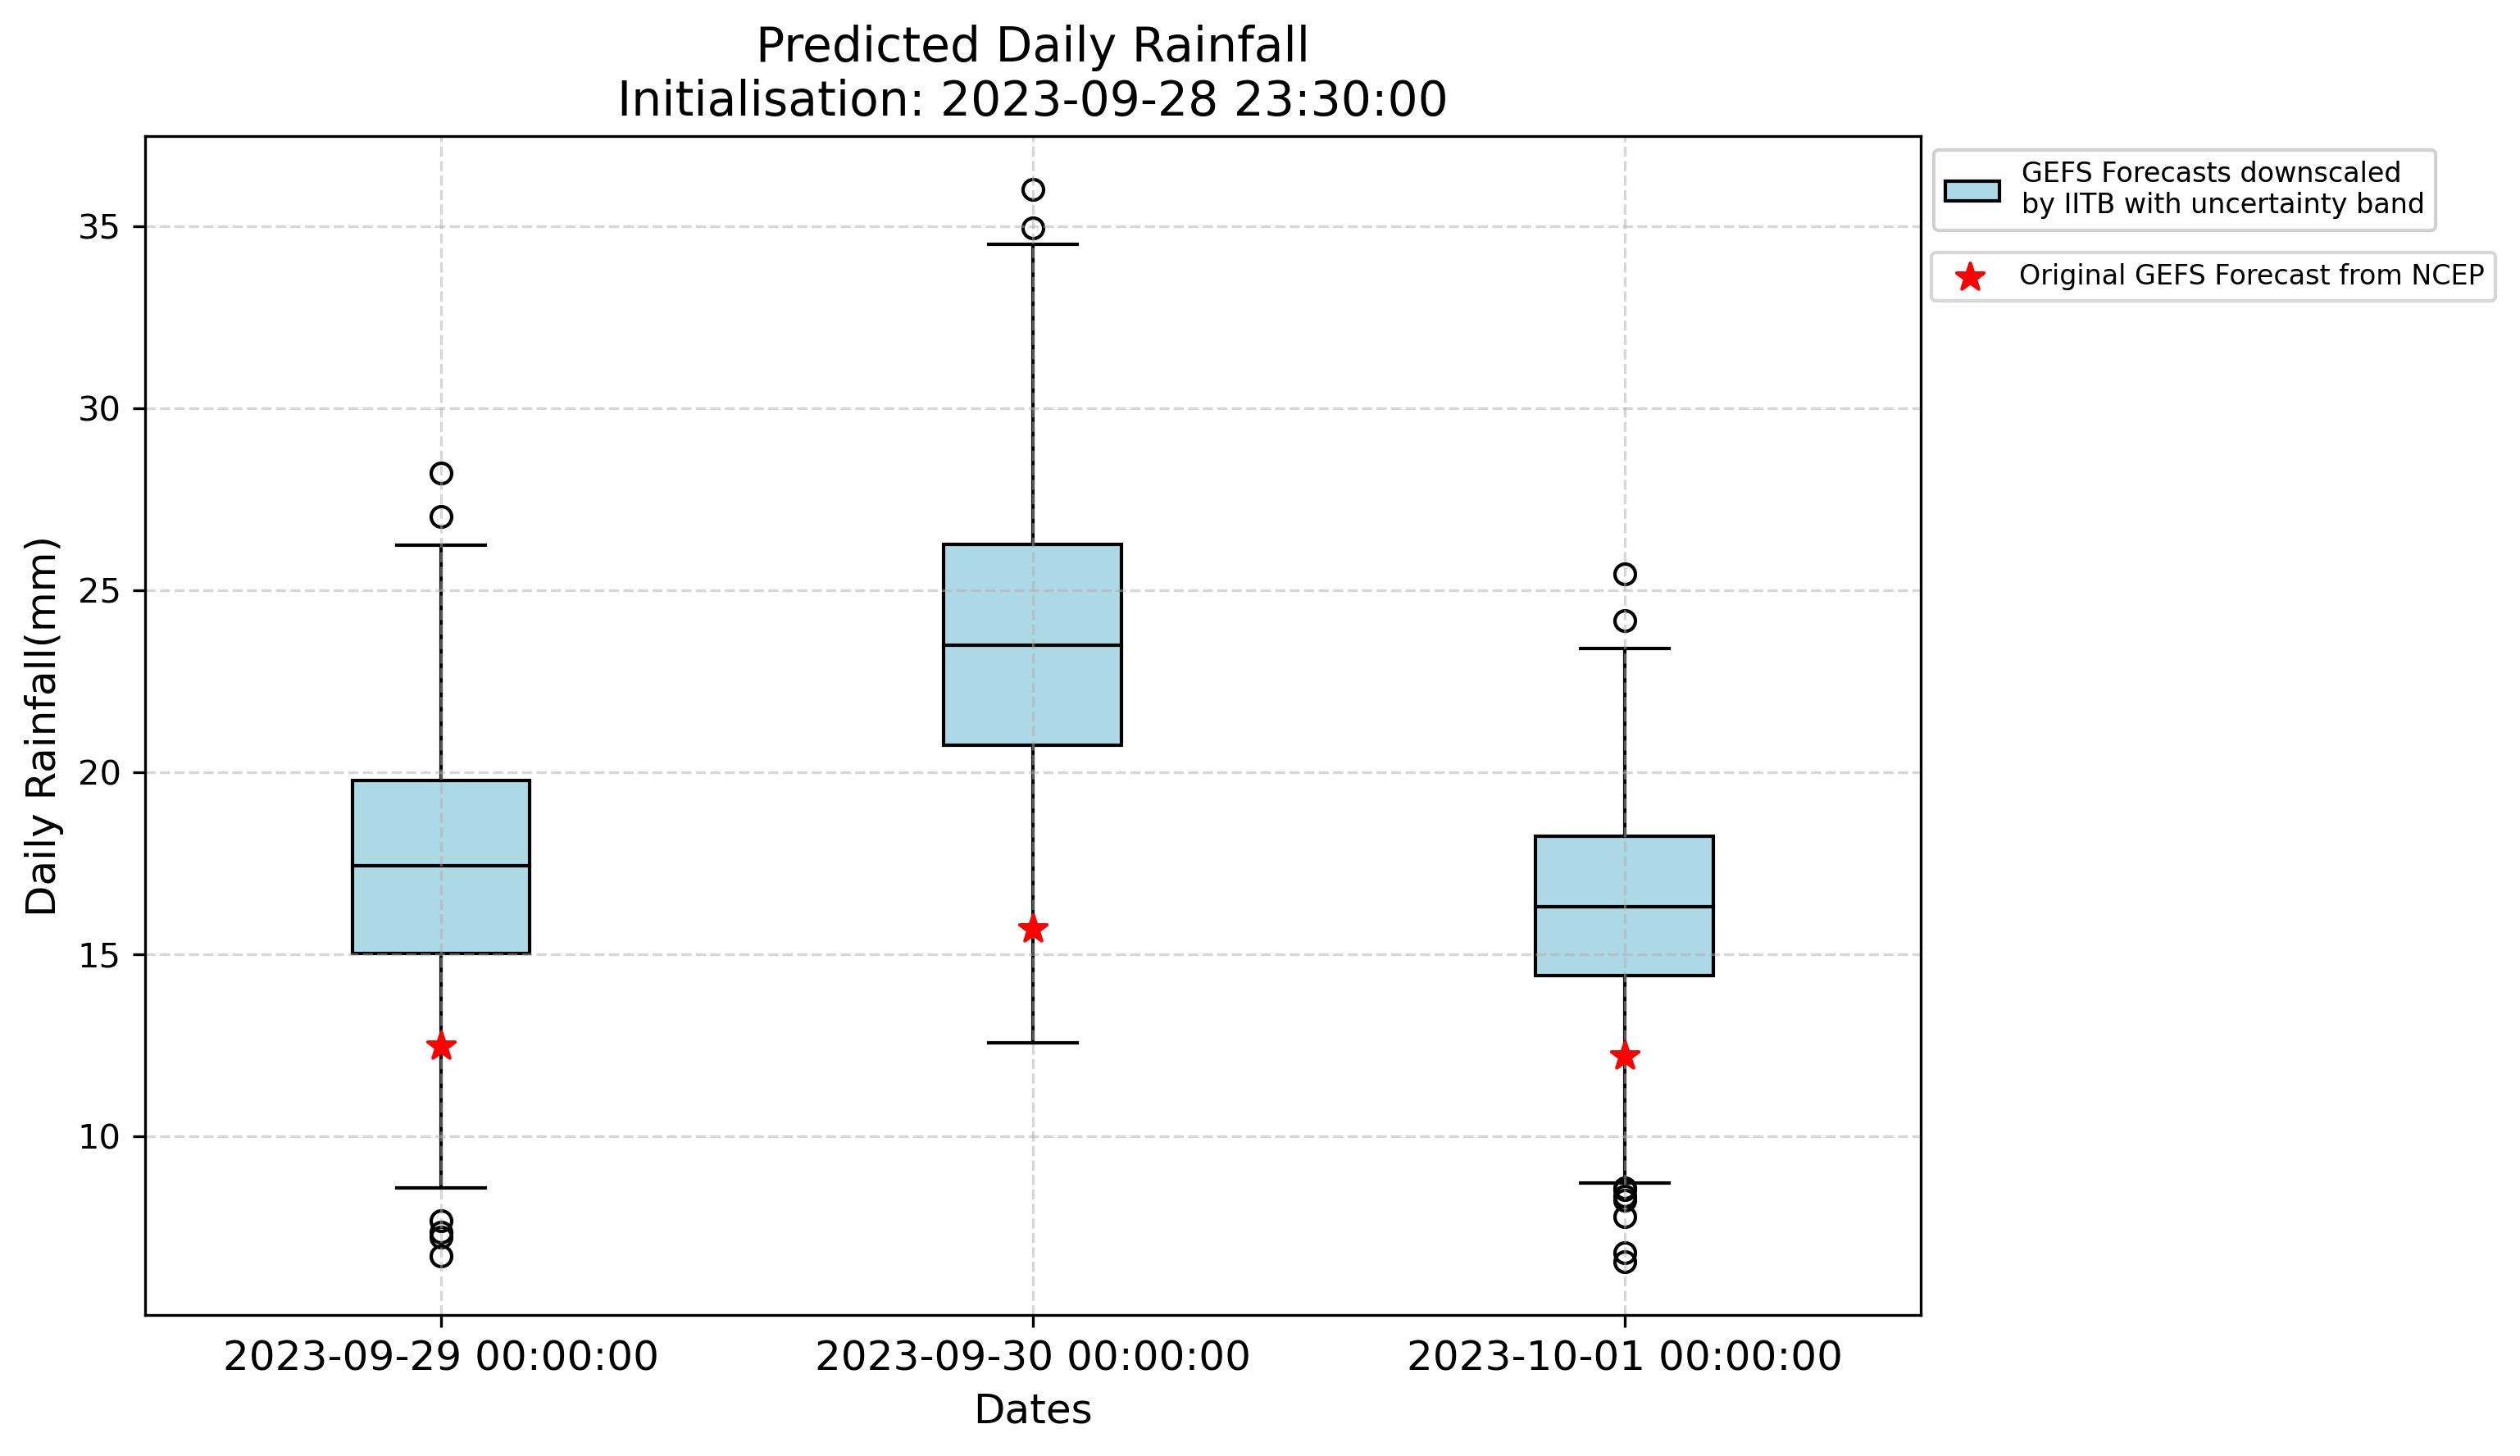 Predicted Daily Rainfall
Initialisation: 2023-09-28 23:30:00
GEFS Forecasts downscaled
by IITB with uncertainty band
Original GEFS Forecast from NCEP
Daily Rainfall(mm)
35
30
25
20
15
10
2023-09-29 00:00:00
2023-09-30 00:00:00
2023-10-01 00:00:00
Dates